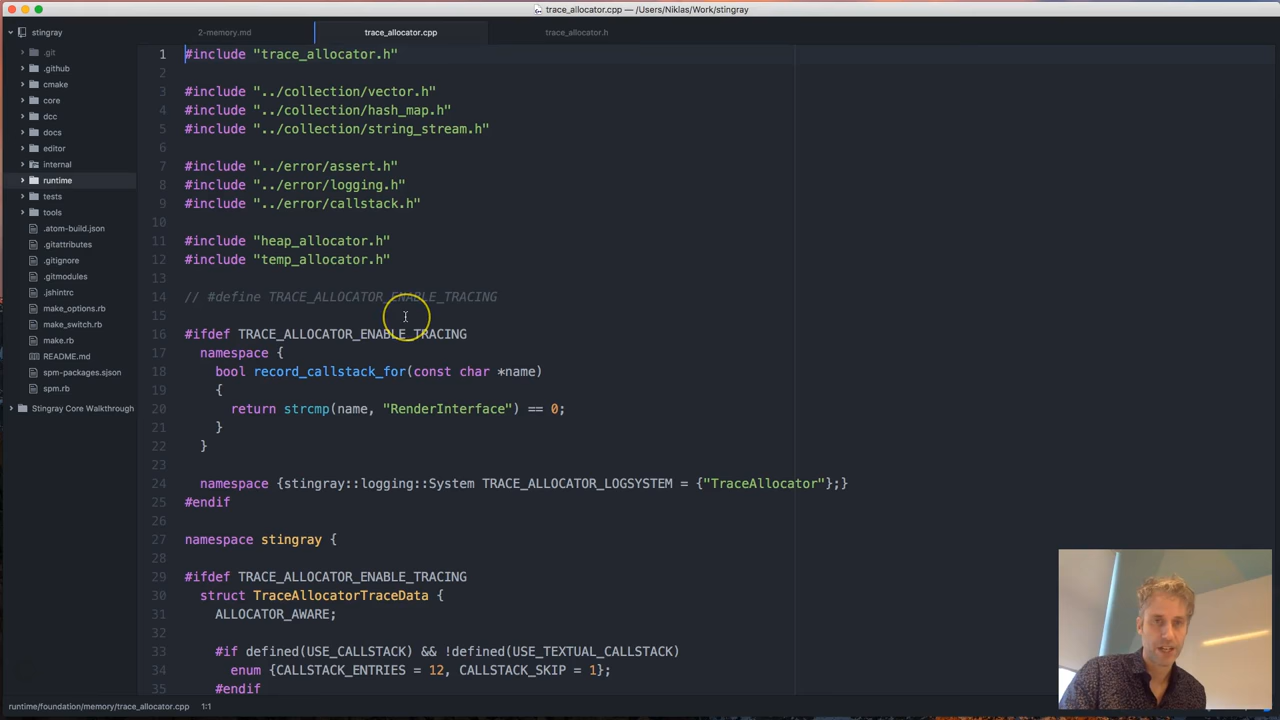 trace_allocator.cpp — /Users/Niklas/Work/stingray
stingray
2-memory.md
trace_allocator.cpp
trace_allocator.h
.git
.github
cmake
core
dcc
docs
editor
internal
runtime
tests
tools
.atom-build.json
.gitattributes
.gitignore
.gitmodules
.jshintrc
make_options.rb
make_switch.rb
make.rb
README.md
spm-packages.sjson
spm.rb
Stingray Core Walkthrough
1 #include "trace_allocator.h"
2
3 #include "../collection/vector.h"
4 #include "../collection/hash_map.h"
5 #include "../collection/string_stream.h"
6
7 #include "../error/assert.h"
8 #include "../error/logging.h"
9 #include "../error/callstack.h"
10
11 #include "heap_allocator.h"
12 #include "temp_allocator.h"
13
14 // #define TRACE_ALLOCATOR_ENABLE_TRACING
15
16 #ifdef TRACE_ALLOCATOR_ENABLE_TRACING
17 namespace {
18 bool record_callstack_for(const char *name)
19 {
20 return strcmp(name, "RenderInterface") == 0;
21 }
22 }
23
24 namespace {stingray::logging::System TRACE_ALLOCATOR_LOGSYSTEM = {"TraceAllocator"};}
25 #endif
26
27 namespace stingray {
28
29 #ifdef TRACE_ALLOCATOR_ENABLE_TRACING
30 struct TraceAllocatorTraceData {
31 ALLOCATOR_AWARE;
32
33 #if defined(USE_CALLSTACK) && !defined(USE_TEXTUAL_CALLSTACK)
34 enum {CALLSTACK_ENTRIES = 12, CALLSTACK_SKIP = 1};
35 #endif
runtime/foundation/memory/trace_allocator.cpp 1:1